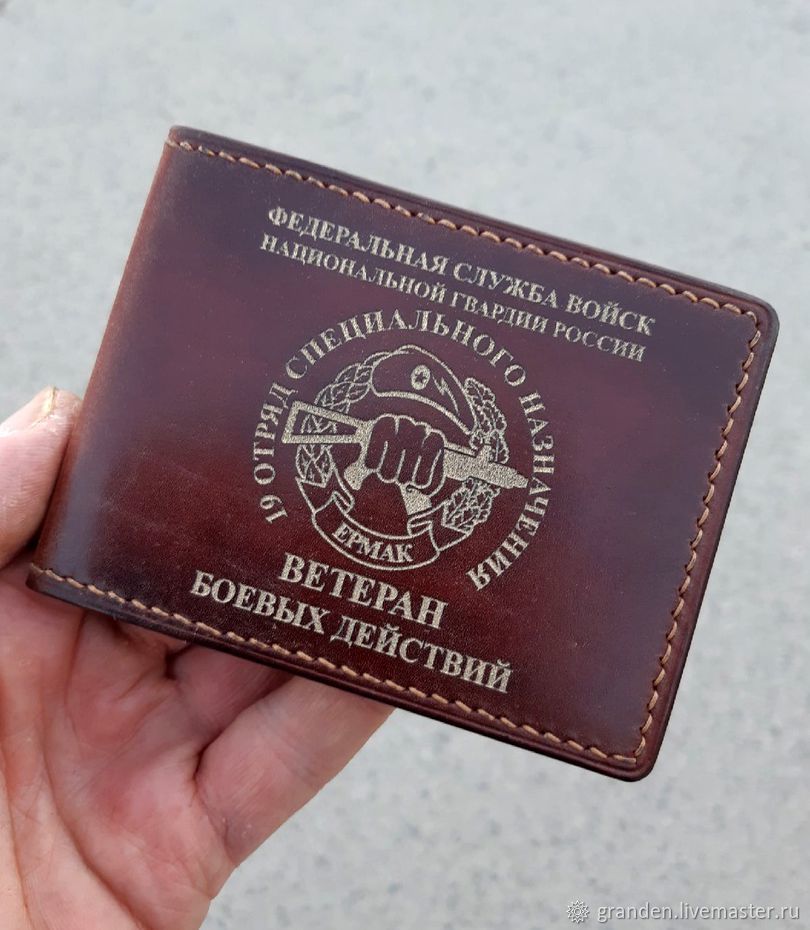 ФЕДЕРАЛЬНАЯ СЛУЖБА ВОЙСК
НАЦИОНАЛЬНОЙ ГВАРДИИ РОССИИ
19 ОТРЯД СПЕЦИАЛЬНОГО НАЗНАЧЕНИЯ
ЕРМАК
ВЕТЕРАН
БОЕВЫХ ДЕЙСТВИЙ
granden.livemaster.ru